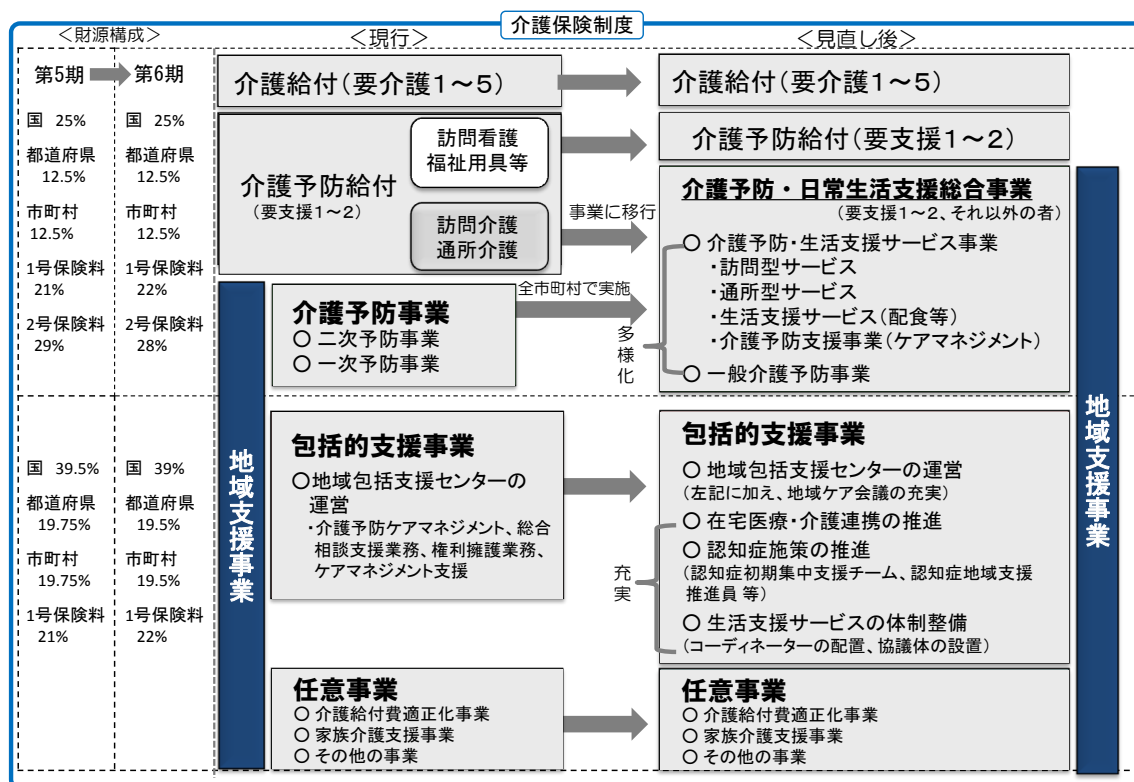 介護保険制度
＜財源構成＞
第5期
第6期
国 25%
都道府県
12.5%
市町村
12.5%
1号保険料
21%
2号保険料
29%
国 25%
都道府県
12.5%
市町村
12.5%
1号保険料
22%
2号保険料
28%
国 39.5%
都道府県
19.75%
市町村
19.75%
1号保険料
21%
国 39%
都道府県
19.5%
市町村
19.5%
1号保険料
22%
＜現行＞
介護給付（要介護1～5）
介護予防給付
（要支援1～2）
訪問看護
福祉用具等
訪問介護
通所介護
事業に移行
全市町村で実施
地域支援事業
介護予防事業
○ 二次予防事業
○ 一次予防事業
多様化
包括的支援事業
○地域包括支援センターの
運営
・介護予防ケアマネジメント、総合
相談支援業務、権利擁護業務、
ケアマネジメント支援
充実
任意事業
○ 介護給付費適正化事業
○ 家族介護支援事業
○ その他の事業
＜見直し後＞
介護給付（要介護1～5）
介護予防給付（要支援1～2）
介護予防・日常生活支援総合事業
（要支援1～2、それ以外の者）
○ 介護予防・生活支援サービス事業
・訪問型サービス
・通所型サービス
・生活支援サービス（配食等）
・介護予防支援事業（ケアマネジメント）
○ 一般介護予防事業
包括的支援事業
○ 地域包括支援センターの運営
（左記に加え、地域ケア会議の充実）
○ 在宅医療・介護連携の推進
○ 認知症施策の推進
（認知症初期集中支援チーム、認知症地域支援
推進員 等）
○ 生活支援サービスの体制整備
（コーディネーターの配置、協議体の設置）
任意事業
○ 介護給付費適正化事業
○ 家族介護支援事業
○ その他の事業
地域支援事業